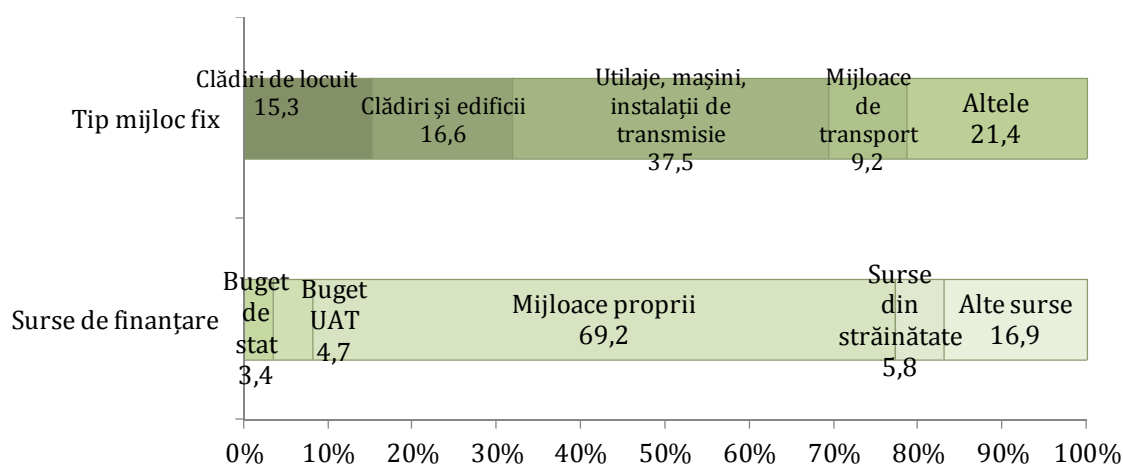 Tip mijloc fix
Clădiri de locuit
15,3
Clădiri și edificii
16,6
Utilaje, mașini,
instalații de
transmisie
37,5
Mijloace
de
transport
9,2
Altele
21,4
Surse de finanțare
Buget
de
stat
3,4
Buget
UAT
4,7
Mijloace proprii
69,2
Surse
din
străinătate
5,8
Alte surse
16,9
0% 10% 20% 30% 40% 50% 60% 70% 80% 90% 100%